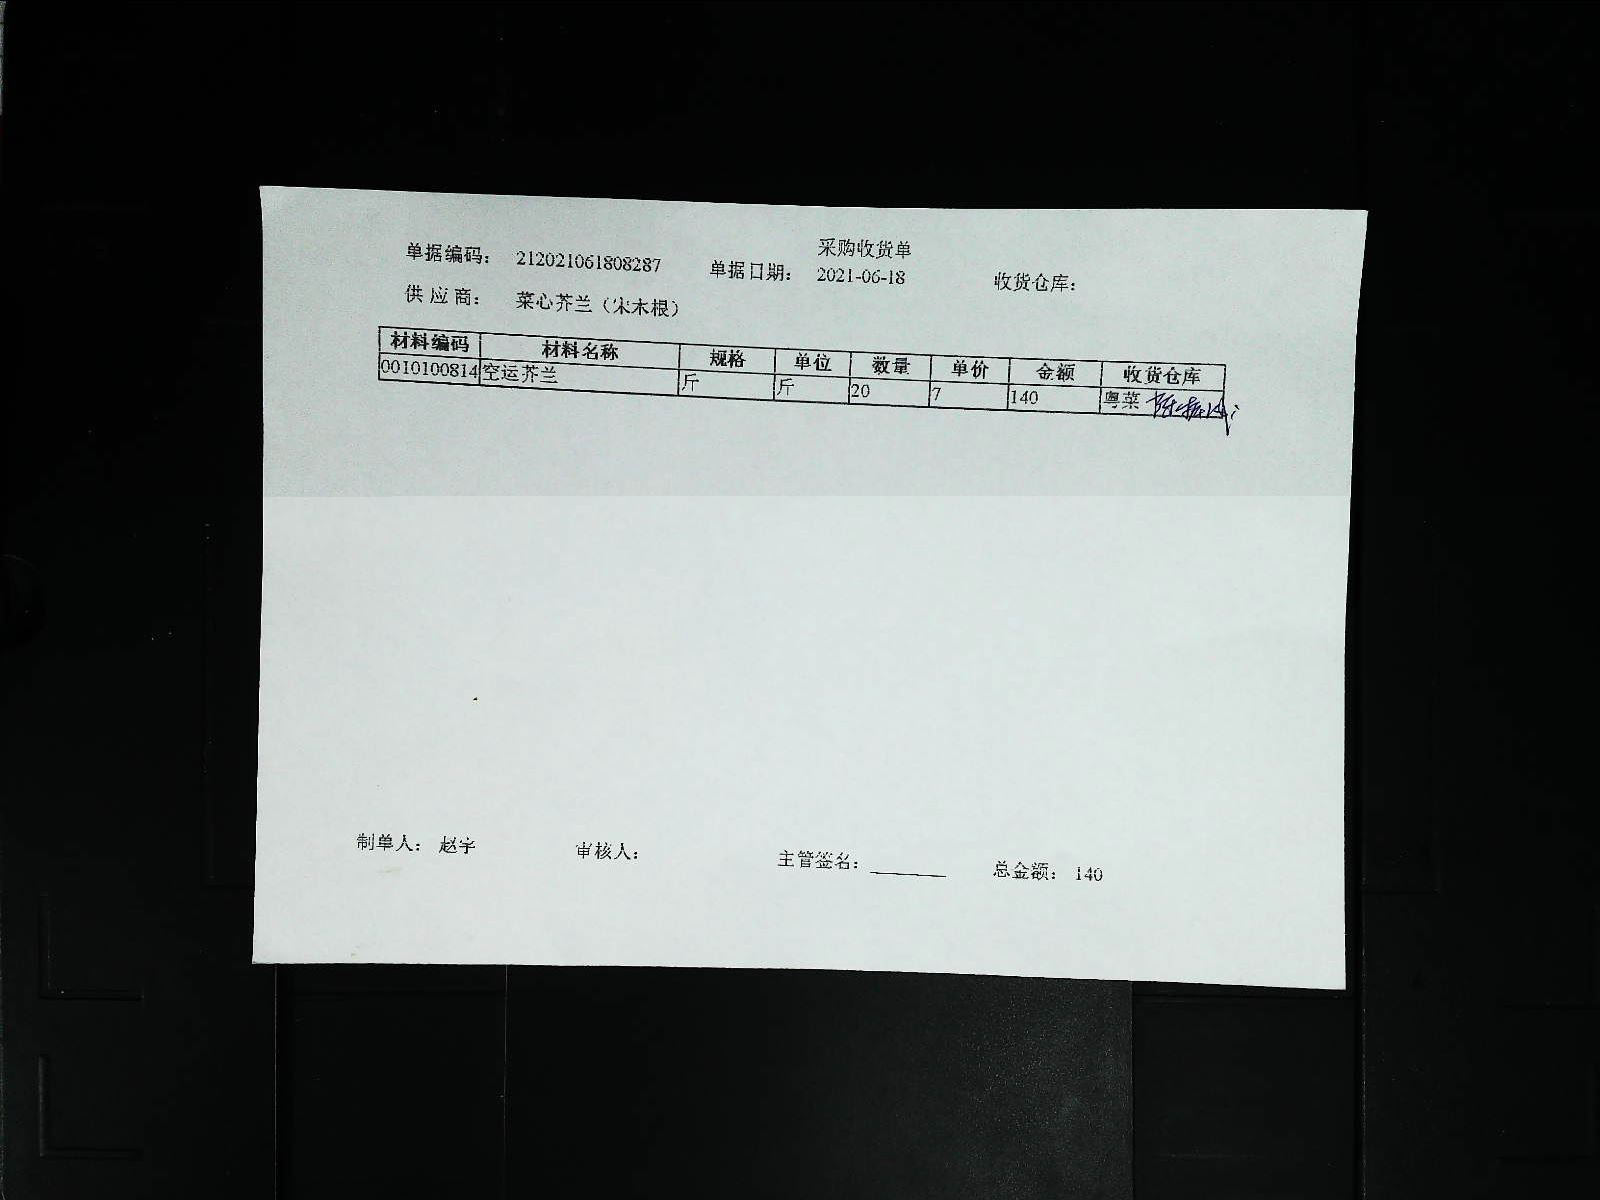 采购收货单
单据编码: 212021061808287 单据日期: 2021-06-18 收货仓库:
供应商: 菜心芥兰(宋木根)
材料编码 材料名称 规格 单位 数量 单价 金额 收货仓库
0010100814 空运芥兰 斤 斤 20 7 140 粤菜
制单人: 赵宇 审核人: 主管签名: 总金额: 140